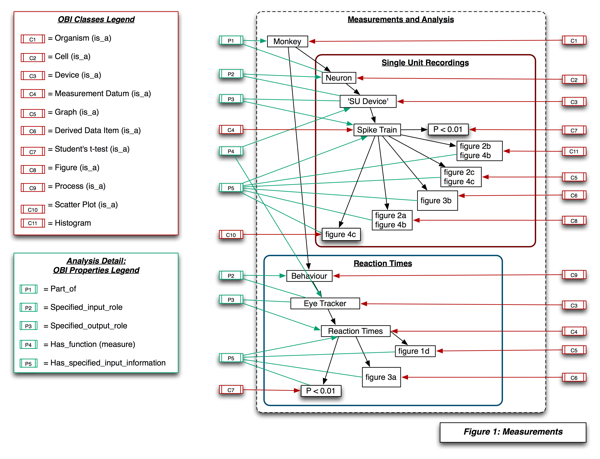 OBI Classes Legend
C1 = Organism (is_a)
C2 = Cell (is_a)
C3 = Device (is_a)
C4 = Measurement Datum (is_a)
C5 = Graph (is_a)
C6 = Derived Data Item (is_a)
C7 = Student's t-test (is_a)
C8 = Figure (is_a)
C9 = Process (is_a)
C10 = Scatter Plot (is_a)
C11 = Histogram
Analysis Detail:
OBI Properties Legend
P1 = Part_of
P2 = Specified_input_role
P3 = Specified_output_role
P4 = Has_function (measure)
P5 = Has_specified_input_information
Measurements and Analysis
P1 Monkey C1
Single Unit Recordings
P2 Neuron C2
P3 'SU Device' C3
C4 Spike Train P < 0.01 C7
P4
figure 2b
figure 4b
C11
figure 2c
figure 4c
C5
P5
figure 3b C6
figure 2a
figure 4b
C8
C10 figure 4c
Reaction Times
P2 Behaviour C9
P3 Eye Tracker C3
Reaction Times C4
P5 figure 1d C5
figure 3a C6
C7 P < 0.01
Figure 1: Measurements